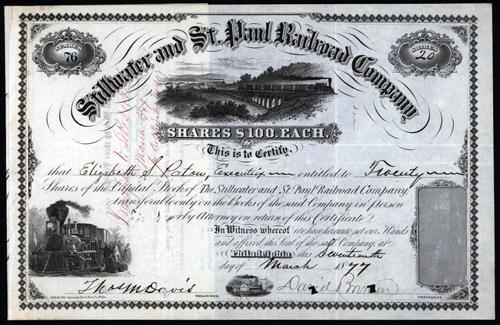 NUMBER
76
SHARES
20
Stillwater and St. Paul Railroad Company
SHARES $100. EACH.
This is to Certify,
that Elizabeth S. Executrix entitled to Twenty
Shares of the Capital Stock of The Stillwater and St. Paul Railroad Company,
transferable only on the Books of the said Company in person
or by Attorney on return of this Certificate.
In Witness whereof we have hereunto set our Hands
and affixed the Seal of the said Company, at
Philadelphia this Seventeenth
day of March 1877
Thos M Davis
TREASURER.
David
PRESIDENT.